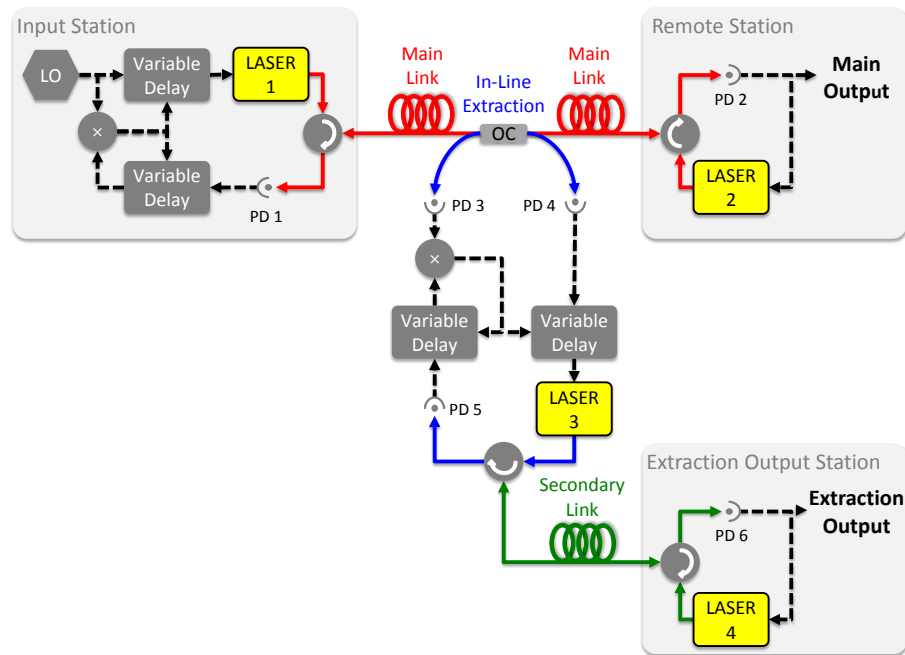 Input Station
LO
Variable
Delay
LASER
1
×
Variable
Delay
PD 1
Main
Link
In-Line
Extraction
Main
Link
OC
Remote Station
PD 2
Main
Output
LASER
2
PD 3
PD 4
×
Variable
Delay
Variable
Delay
PD 5
LASER
3
Secondary
Link
Extraction Output Station
PD 6
Extraction
Output
LASER
4